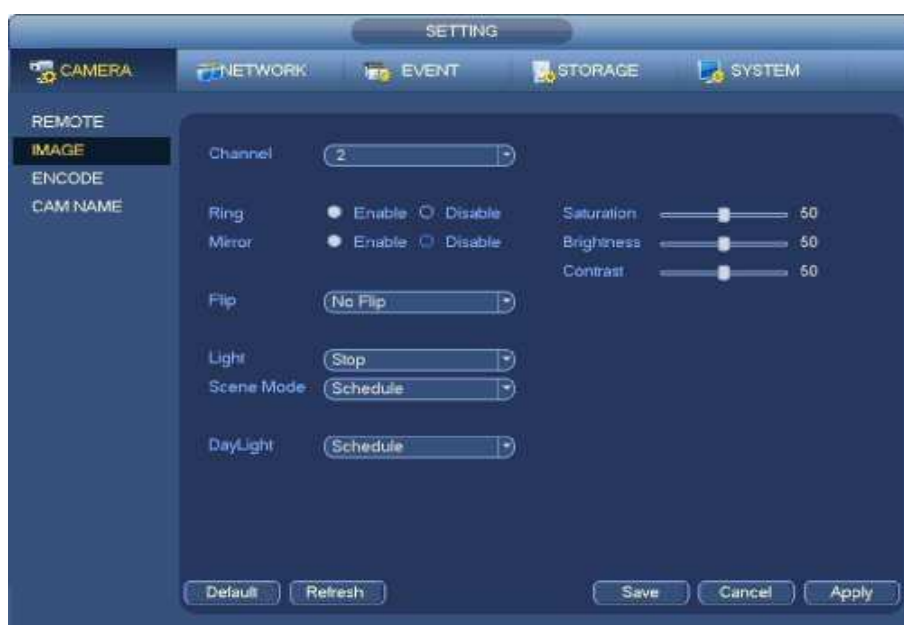 SETTING
CAMERA NETWORK EVENT STORAGE SYSTEM
REMOTE
IMAGE
ENCODE
CAM NAME
Channel 2
Ring Enable Disable Saturation 50
Mirror Enable Disable Brightness 50
Contrast 50
Flip No Flip
Light Stop
Scene Mode Schedule
DayLight Schedule
Default Refresh Save Cancel Apply